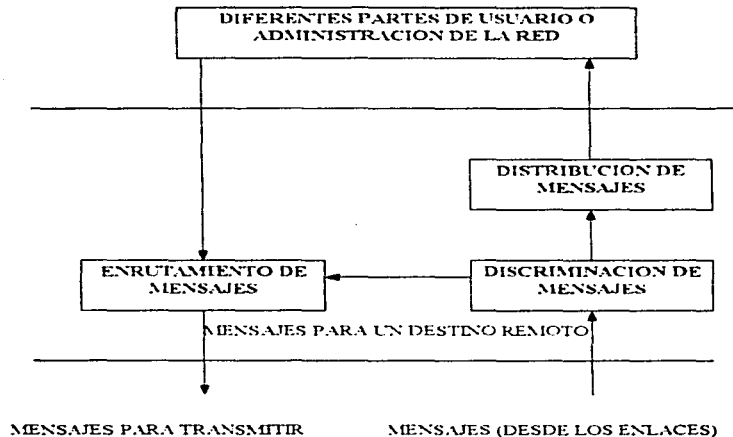 DIFERENTES PARTES DE USUARIO O
ADMINISTRACION DE LA RED
DISTRIBUCION DE
MENSAJES
ENRUTAMIENTO DE
MENSAJES
DISCRIMINACION DE
MENSAJES
MENSAJES PARA UN DESTINO REMOTO
MENSAJES PARA TRANSMITIR
MENSAJES (DESDE LOS ENLACES)